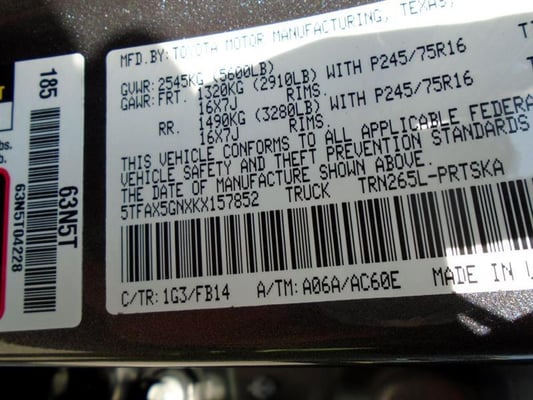 MFD.BY: TOYOTA MOTOR MANUFACTURING, TEXAS,
GVWR: 2545KG (5600LB)
GAWR: FRT. 1320KG (2910LB) WITH P245/75R16
16X7J RIMS,
RR. 1490KG (3280LB) WITH P245/75R16
16X7J RIMS.
THIS VEHICLE CONFORMS TO ALL APPLICABLE FEDERA
VEHICLE SAFETY AND THEFT PREVENTION STANDARDS
THE DATE OF MANUFACTURE SHOWN ABOVE.
5TFAX5GNXKX157852 TRUCK TRN265L-PRTSKA
C/TR: 1G3/FB14 A/TM: A06A/AC60E MADE IN
185
63N5T
63N5T04228